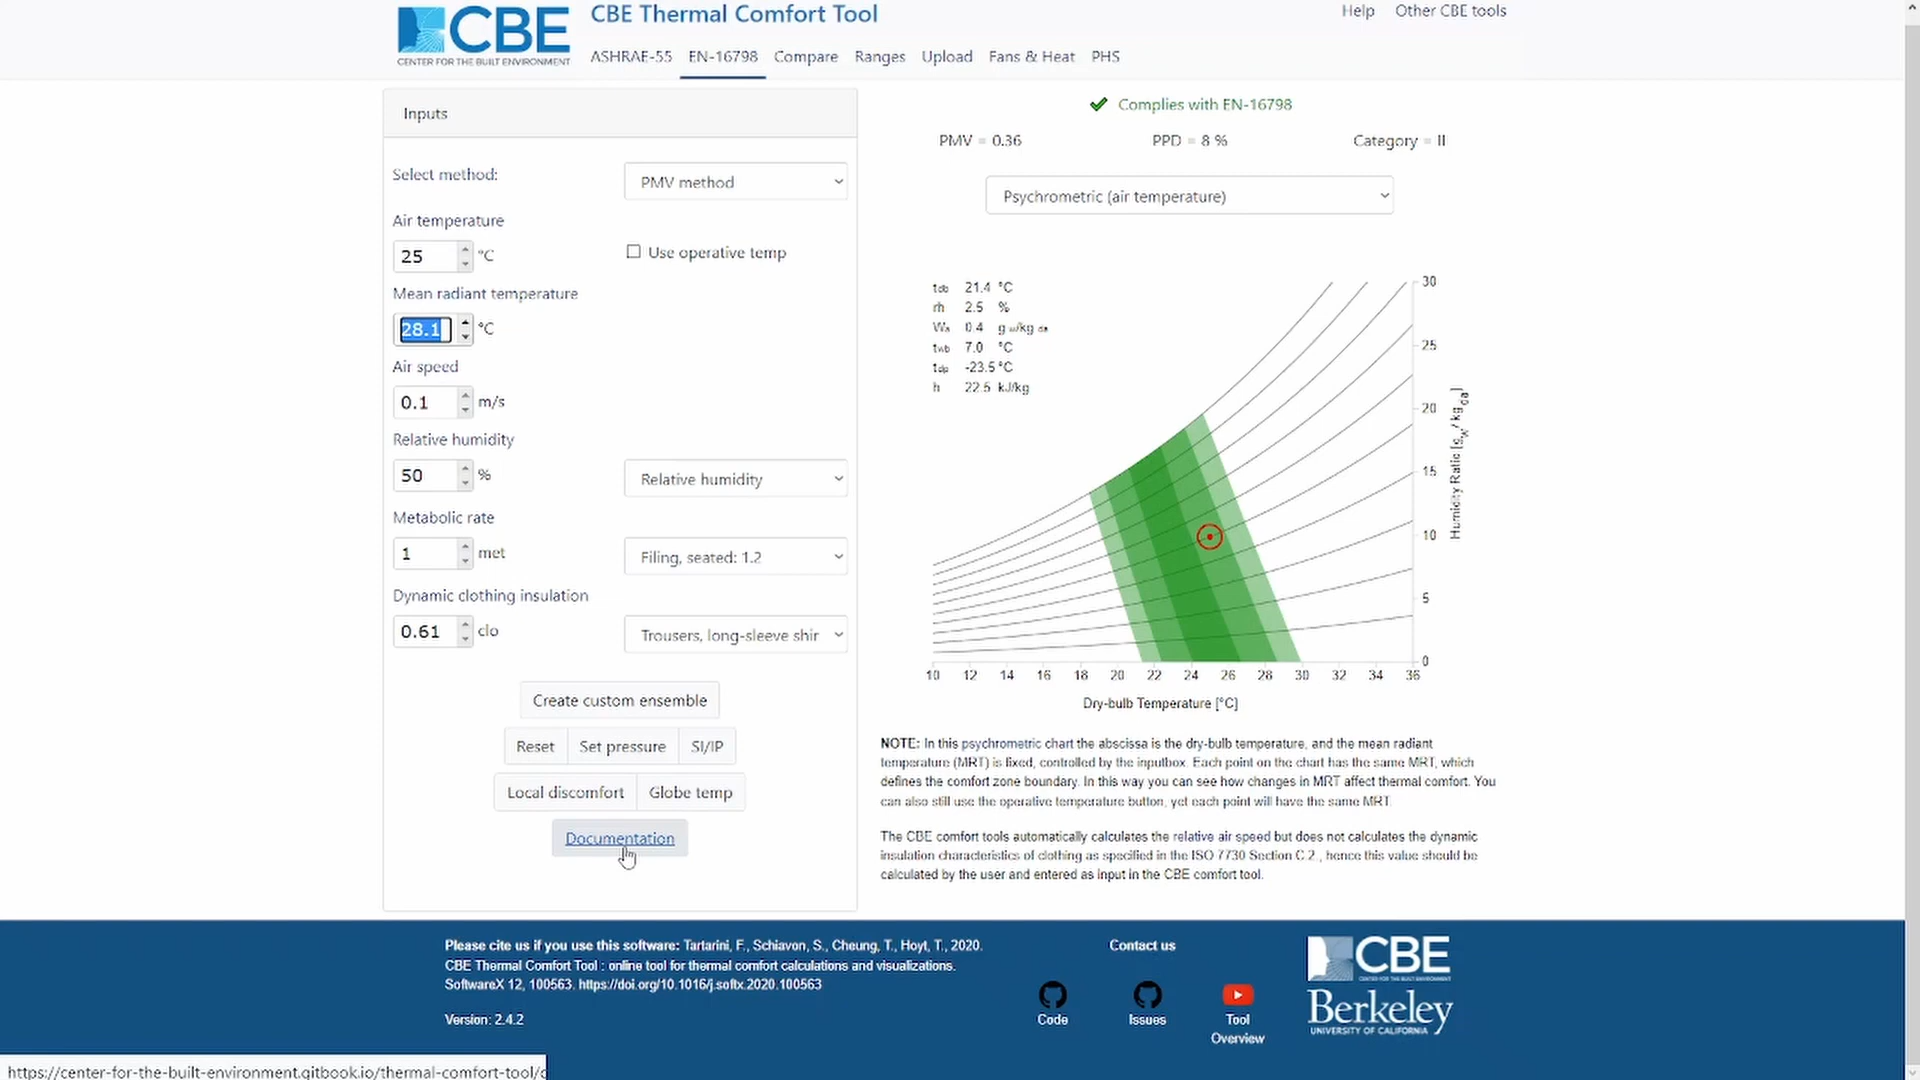 CBE
CENTER FOR THE BUILT ENVIRONMENT
CBE Thermal Comfort Tool
Help
Other CBE tools
ASHRAE-55
EN-16798
Compare
Ranges
Upload
Fans & Heat
PHS
Inputs
Select method:
PMV method
Air temperature
25
°C
Use operative temp
Mean radiant temperature
28.1
°C
Air speed
0.1
m/s
Relative humidity
50
%
Relative humidity
Metabolic rate
1
met
Filing, seated: 1.2
Dynamic clothing insulation
0.61
clo
Trousers, long-sleeve shir
Create custom ensemble
Reset
Set pressure
SI/IP
Local discomfort
Globe temp
Documentation
Complies with EN-16798
PMV = 0.36
PPD = 8 %
Category = II
Psychrometric (air temperature)
tdb 21.4 °C
rh 2.5 %
Wa 0.4 g w/kg da
twb 7.0 °C
tdp -23.5 °C
h 22.5 kJ/kg
30
25
20
15
10
5
0
Humidity Ratio [gw / kgda]
10 12 14 16 18 20 22 24 26 28 30 32 34 36
Dry-bulb Temperature [°C]
NOTE: In this psychrometric chart the abscissa is the dry-bulb temperature, and the mean radiant
temperature (MRT) is fixed, controlled by the inputbox. Each point on the chart has the same MRT, which
defines the comfort zone boundary. In this way you can see how changes in MRT affect thermal comfort. You
can also still use the operative temperature button, yet each point will have the same MRT.
The CBE comfort tools automatically calculates the relative air speed but does not calculates the dynamic
insulation characteristics of clothing as specified in the ISO 7730 Section C.2., hence this value should be
calculated by the user and entered as input in the CBE comfort tool.
Please cite us if you use this software: Tartarini, F., Schiavon, S., Cheung, T., Hoyt, T., 2020.
CBE Thermal Comfort Tool : online tool for thermal comfort calculations and visualizations.
SoftwareX 12, 100563. https://doi.org/10.1016/j.softx.2020.100563
Version: 2.4.2
Contact us
Code
Issues
Tool
Overview
CBE
CENTER FOR THE BUILT ENVIRONMENT
Berkeley
UNIVERSITY OF CALIFORNIA
https://center-for-the-built-environment.gitbook.io/thermal-comfort-tool/c